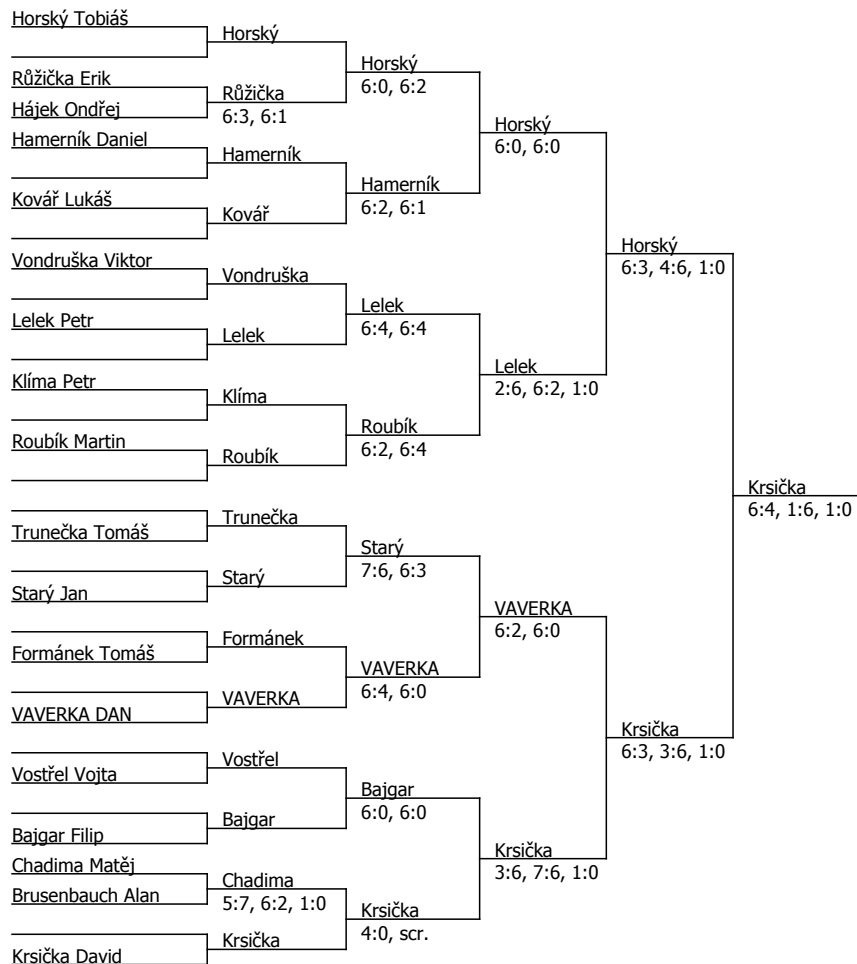 Horský Tobiáš
Růžička Erik
Hájek Ondřej
Hamerník Daniel
Kovář Lukáš
Vondruška Viktor
Lelek Petr
Klíma Petr
Roubík Martin
Trunečka Tomáš
Starý Jan
Formánek Tomáš
VAVERKA DAN
Vostřel Vojta
Bajgar Filip
Chadima Matěj
Brusenbauch Alan
Krsička David
Horský
Růžička
6:3, 6:1
Hamerník
Kovář
Vondruška
Lelek
Klíma
Roubík
Trunečka
Starý
Formánek
VAVERKA
Vostřel
Bajgar
Chadima
5:7, 6:2, 1:0
Krsička
Horský
6:0, 6:2
Hamerník
6:2, 6:1
Lelek
6:4, 6:4
Roubík
6:2, 6:4
Starý
7:6, 6:3
VAVERKA
6:4, 6:0
Bajgar
6:0, 6:0
Krsička
4:0, scr.
Horský
6:0, 6:0
Lelek
2:6, 6:2, 1:0
VAVERKA
6:2, 6:0
Krsička
3:6, 7:6, 1:0
Horský
6:3, 4:6, 1:0
Krsička
6:3, 3:6, 1:0
Krsička
6:4, 1:6, 1:0